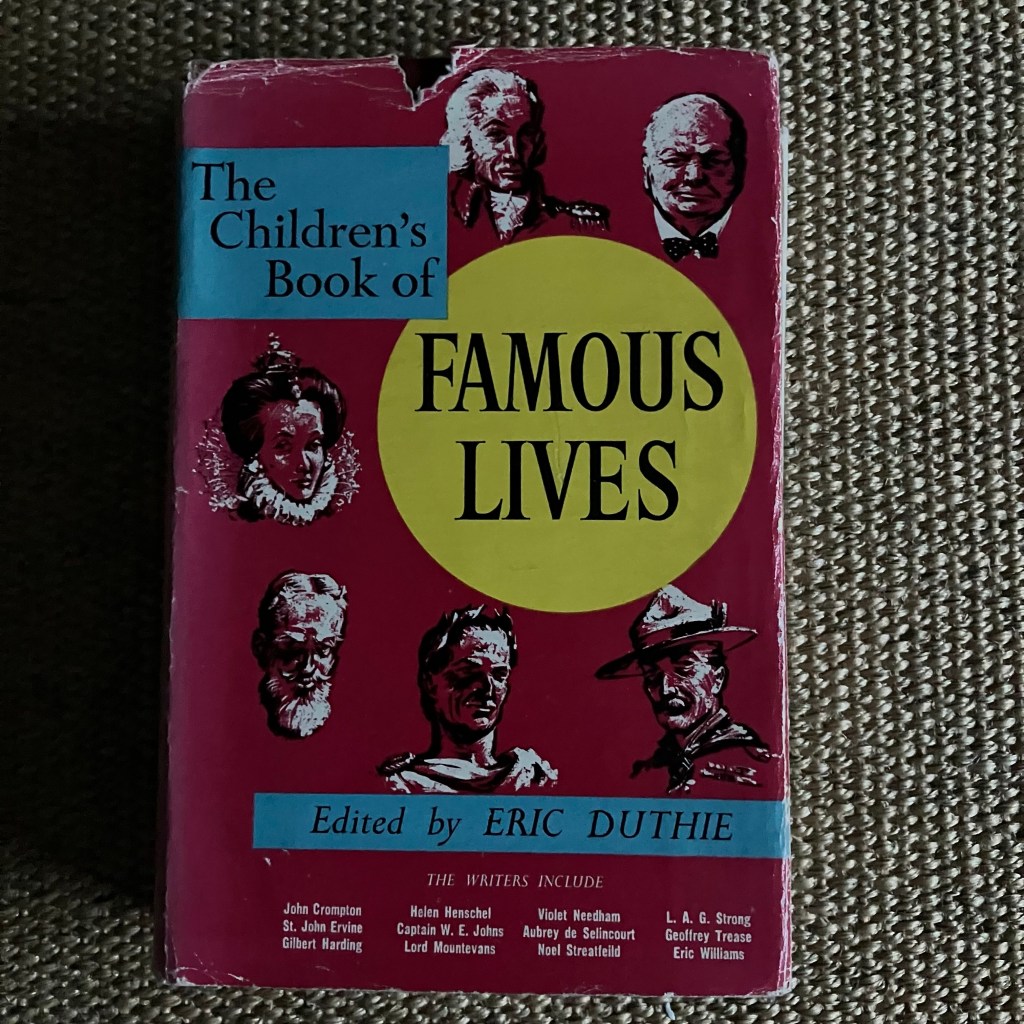 The
Children's
Book of
FAMOUS
LIVES
Edited by ERIC DUTHIE
THE WRITERS INCLUDE
John Crompton
St. John Ervine
Gilbert Harding
Helen Henschel
Captain W. E. Johns
Lord Mountevans
Violet Needham
Aubrey de Selincourt
Noel Streatfeild
L. A. G. Strong
Geoffrey Trease
Eric Williams